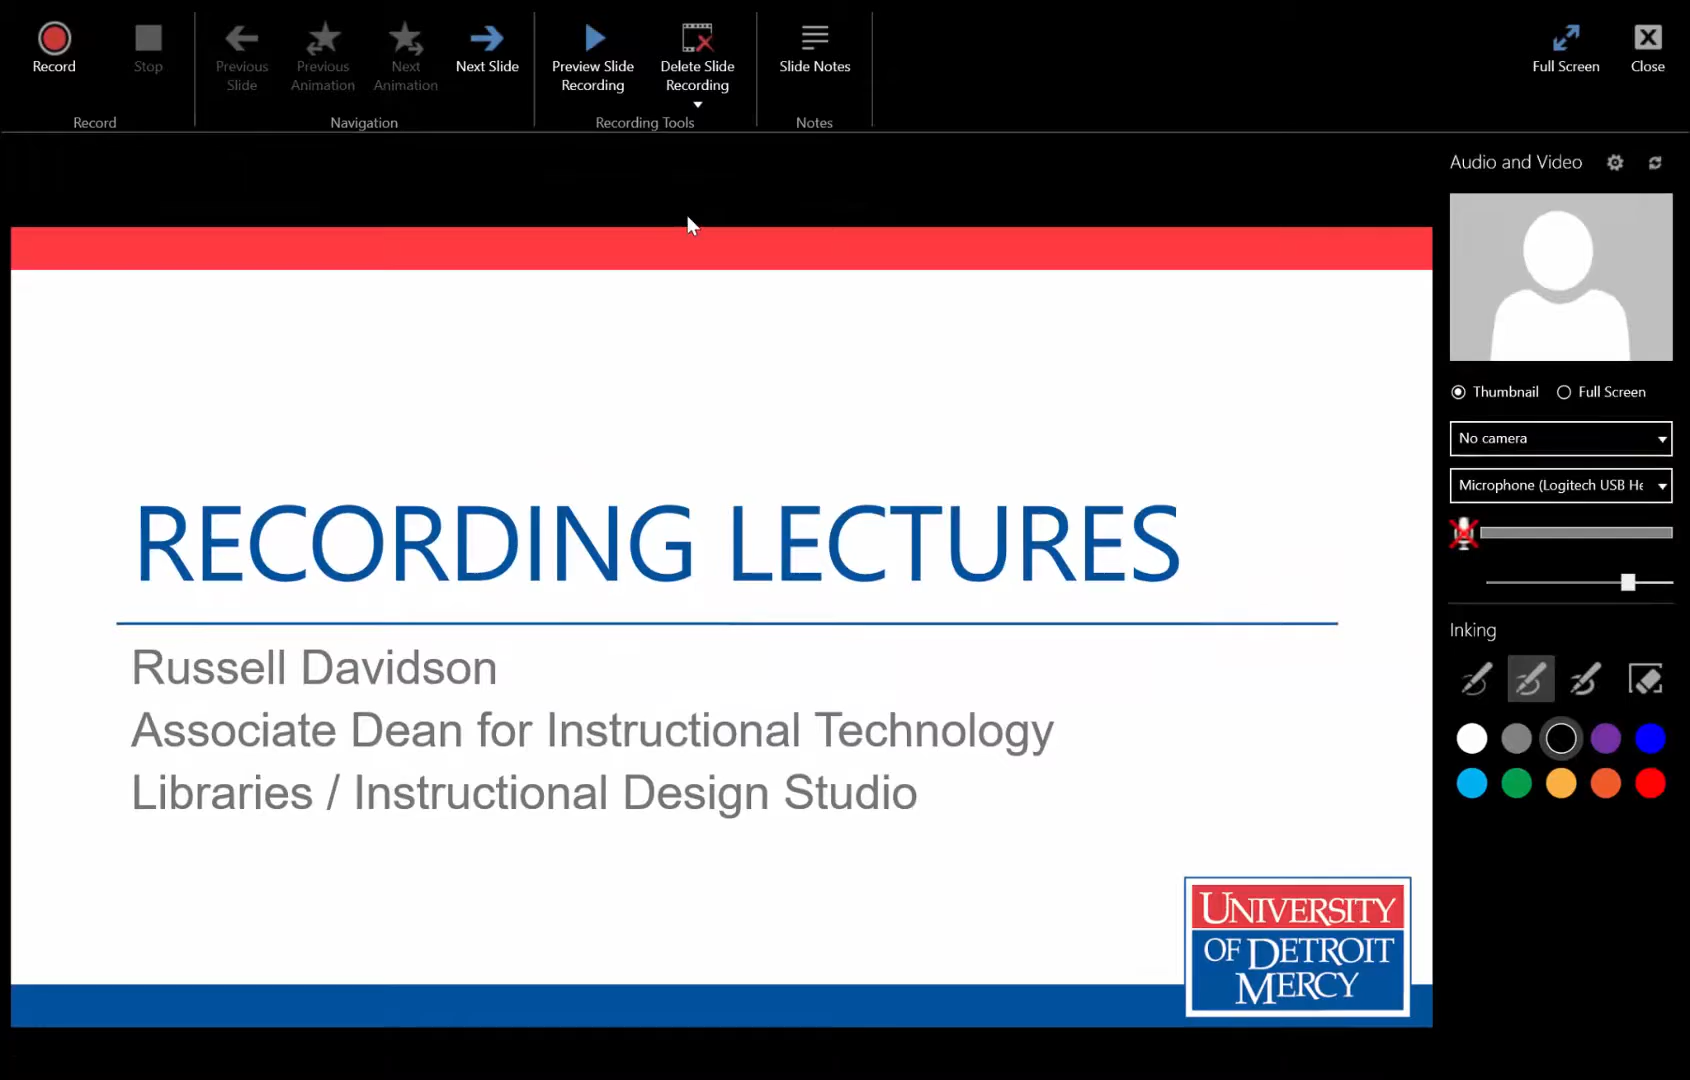 Record
Stop
Previous
Slide
Previous
Animation
Next
Animation
Next Slide
Preview Slide
Recording
Delete Slide
Recording
Slide Notes
Full Screen
Close
Record
Navigation
Recording Tools
Notes
Audio and Video
Thumbnail
Full Screen
No camera
Microphone (Logitech USB He
Inking
RECORDING LECTURES
Russell Davidson
Associate Dean for Instructional Technology
Libraries / Instructional Design Studio
UNIVERSITY
OF DETROIT
MERCY